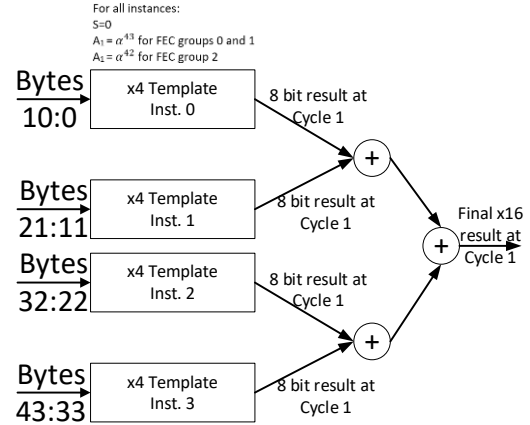 For all instances:
S=0
A₁ = α⁴³ for FEC groups 0 and 1
A₁ = α⁴² for FEC group 2
Bytes
10:0
x4 Template
Inst. 0
8 bit result at
Cycle 1
+
Bytes
21:11
x4 Template
Inst. 1
8 bit result at
Cycle 1
Final x16
result at
Cycle 1
+
Bytes
32:22
x4 Template
Inst. 2
8 bit result at
Cycle 1
+
Bytes
43:33
x4 Template
Inst. 3
8 bit result at
Cycle 1